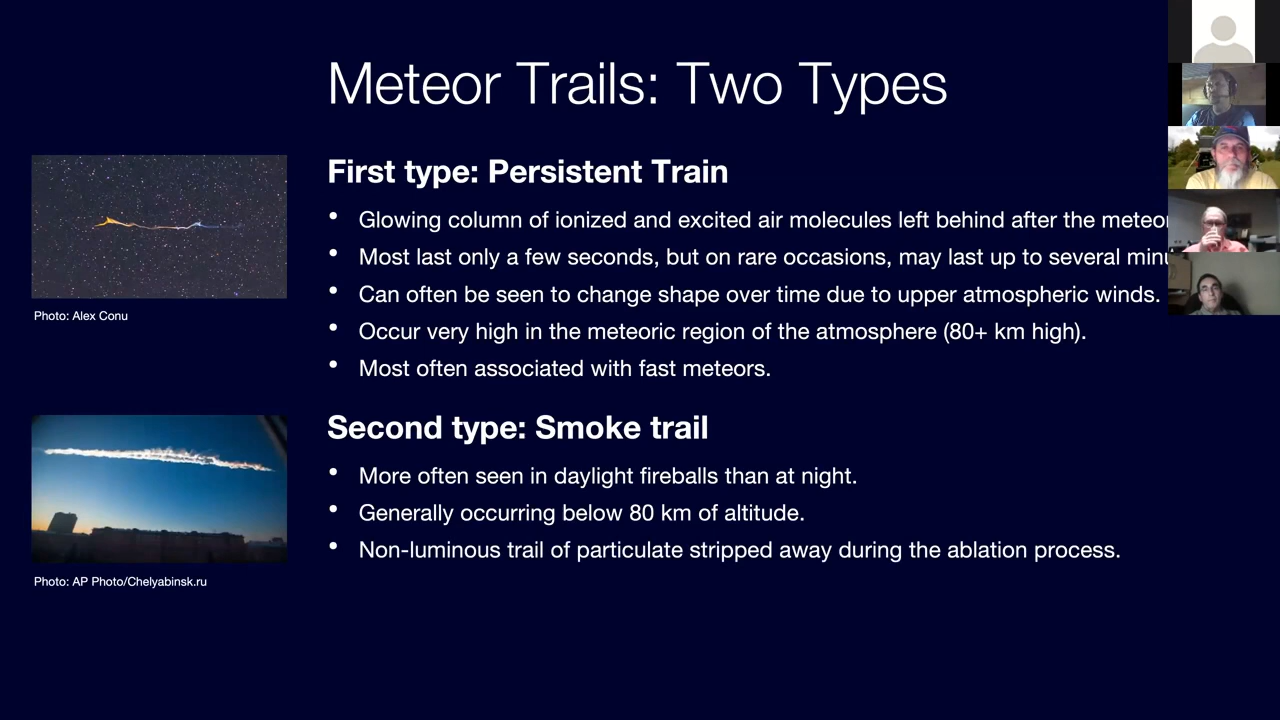 Meteor Trails: Two Types
First type: Persistent Train
• Glowing column of ionized and excited air molecules left behind after the meteor
• Most last only a few seconds, but on rare occasions, may last up to several
• Can often be seen to change shape over time due to upper atmospheric winds.
• Occur very high in the meteoric region of the atmosphere (80+ km high).
• Most often associated with fast meteors.
Photo: Alex Conu
Second type: Smoke trail
• More often seen in daylight fireballs than at night.
• Generally occurring below 80 km of altitude.
• Non-luminous trail of particulate stripped away during the ablation process.
Photo: AP Photo/Chelyabinsk.ru